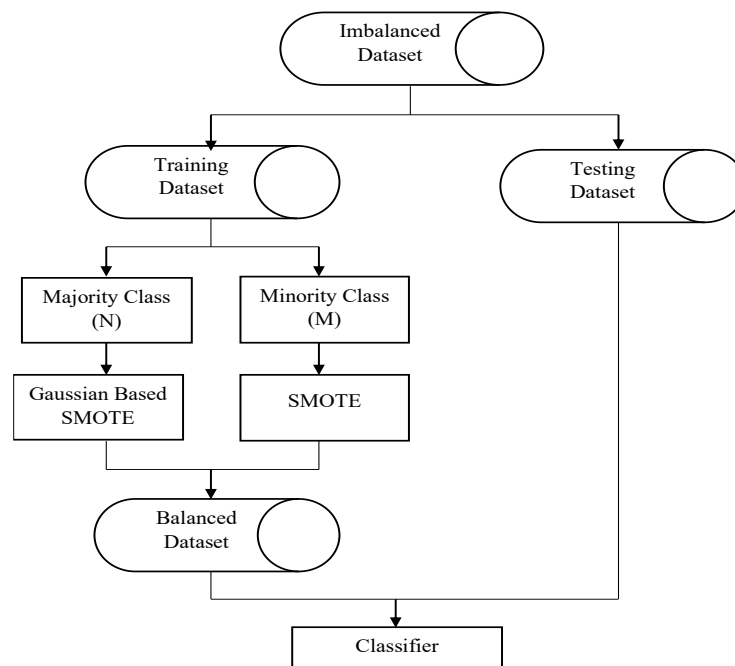 Imbalanced
Dataset
Training
Dataset
Testing
Dataset
Majority Class
(N)
Minority Class
(M)
Gaussian Based
SMOTE
SMOTE
Balanced
Dataset
Classifier